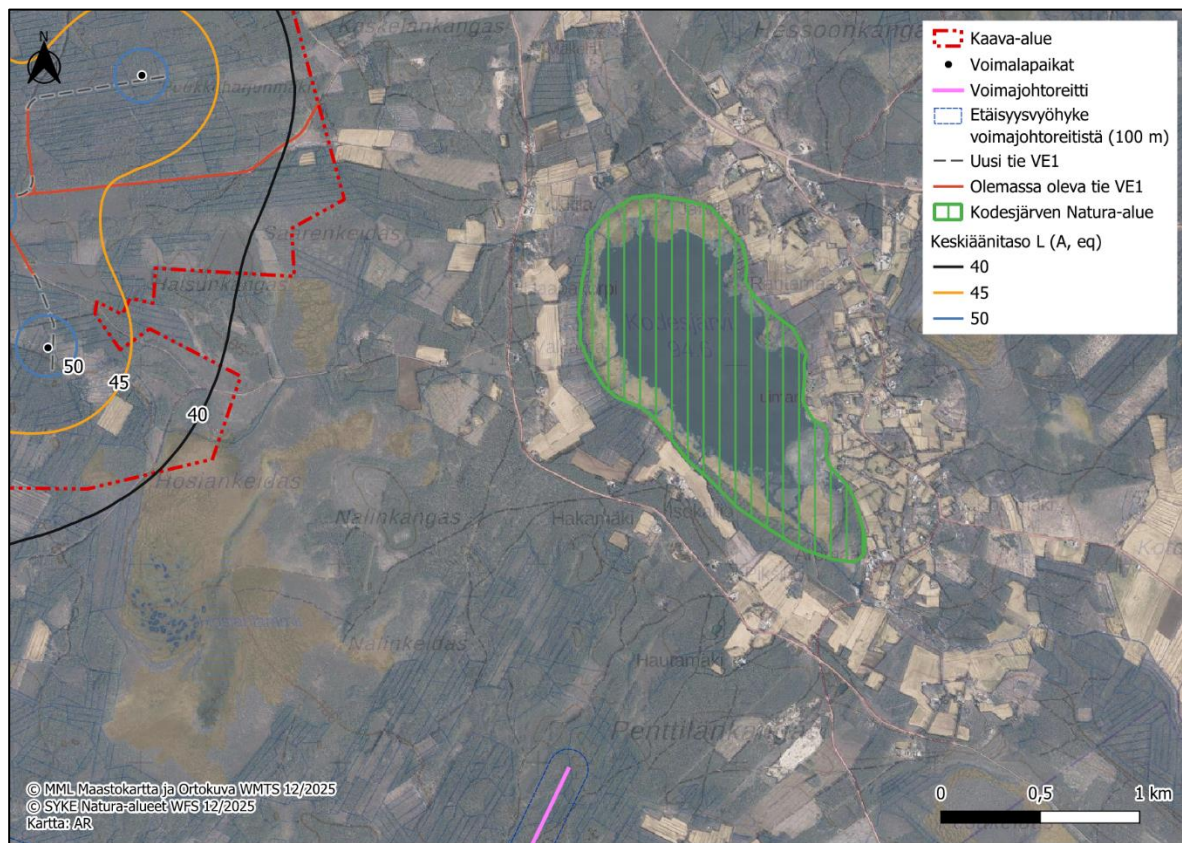 N
Koskelankangas
Hessoonkangas
Saarenkeidas
Haisunkangas
Kodesjärvi
50
45
40
Hosiankeidas
Nalinkangas
Hakamäki
Nalinkeidas
Hautamäki
Penttilänkangas
Kaava-alue
Voimalapaikat
Voimajohtoreitti
Etäisyysvyöhyke
voimajohtoreitistä (100 m)
Uusi tie VE1
Olemassa oleva tie VE1
Kodesjärven Natura-alue
Keskiäänitaso L (A, eq)
40
45
50
© MML Maastokartta ja Ortokuva WMTS 12/2025
© SYKE Natura-alueet WFS 12/2025
Kartta: AR
0 0,5 1 km